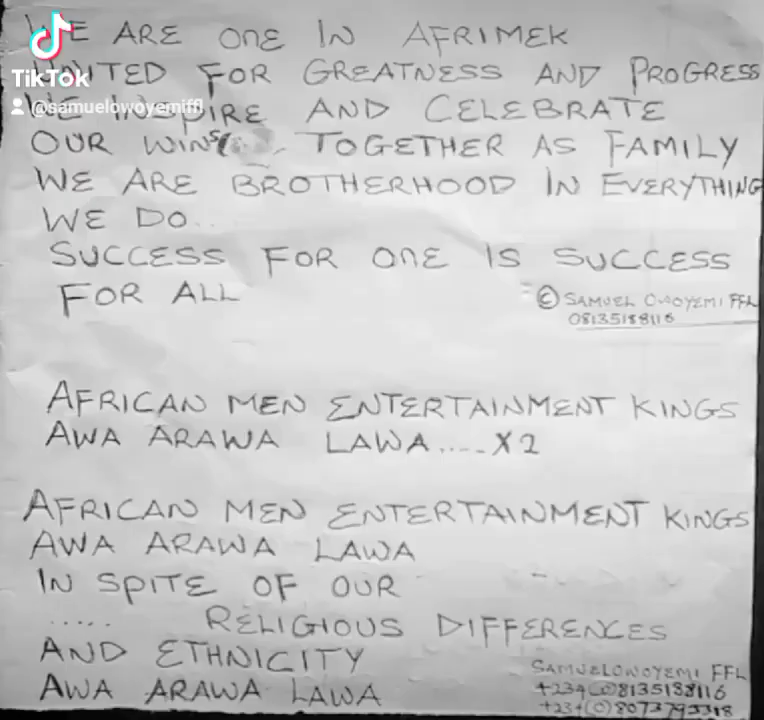 WE ARE ONE IN AFRIMEK
TikTok
UNITED FOR GREATNESS AND PROGRESS
@samuelowoyemiffl
WE INSPIRE AND CELEBRATE
OUR WINS TOGETHER AS FAMILY
WE ARE BROTHERHOOD IN EVERYTHING
WE DO..
SUCCESS FOR ONE IS SUCCESS
FOR ALL
© SAMUEL OWOYEMI FFL
08135188116
AFRICAN MEN ENTERTAINMENT KINGS
AWA ARAWA LAWA.... X2
AFRICAN MEN ENTERTAINMENT KINGS
AWA ARAWA LAWA
IN SPITE OF OUR
..... RELIGIOUS DIFFERENCES
AND ETHNICITY
SAMUELOWOYEMI FFL
AWA ARAWA LAWA
+234(0)8135188116